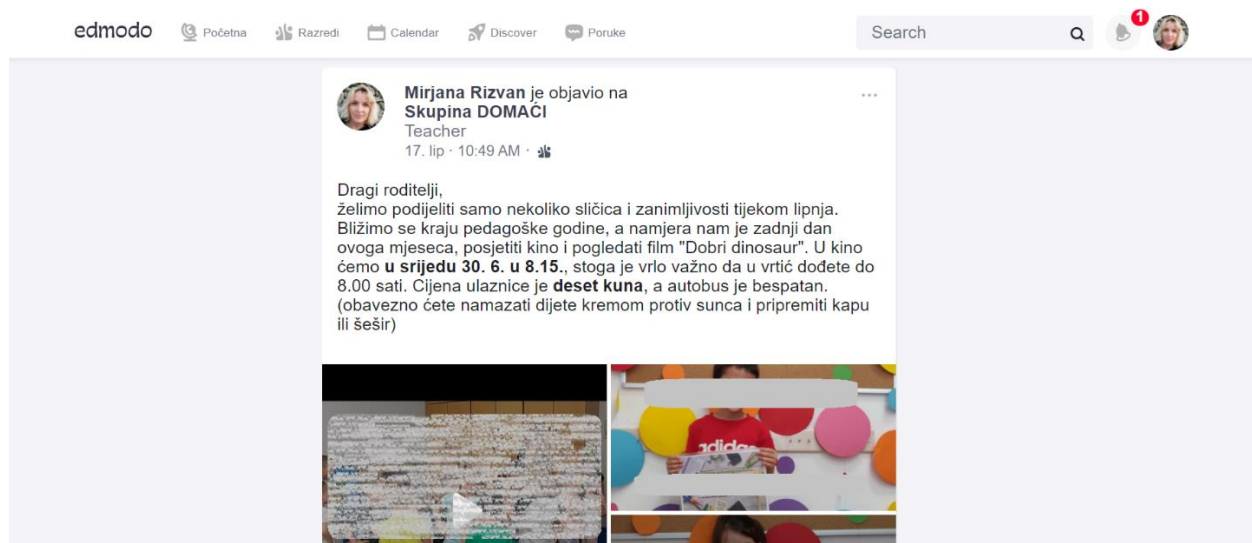 edmodo Početna Razredi Calendar Discover Poruke Search 1
Mirjana Rizvan je objavio na
Skupina DOMAĆI
Teacher
17. lip · 10:49 AM ·
Dragi roditelji,
želimo podijeliti samo nekoliko sličica i zanimljivosti tijekom lipnja.
Bližimo se kraju pedagoške godine, a namjera nam je zadnji dan
ovoga mjeseca, posjetiti kino i pogledati film "Dobri dinosaur". U kino
ćemo u srijedu 30. 6. u 8.15., stoga je vrlo važno da u vrtić dođete do
8.00 sati. Cijena ulaznice je deset kuna, a autobus je bespatan.
(obavezno ćete namazati dijete kremom protiv sunca i pripremiti kapu
ili šešir)
adidas